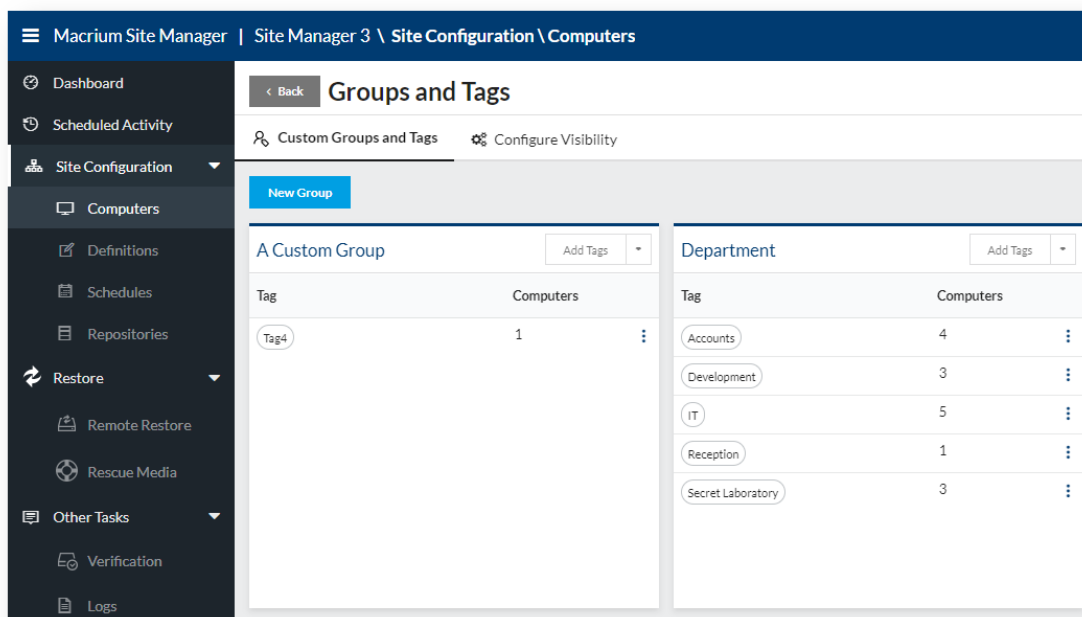 Macrium Site Manager | Site Manager 3 \ Site Configuration \ Computers
Dashboard
Scheduled Activity
Site Configuration
Computers
Definitions
Schedules
Repositories
Restore
Remote Restore
Rescue Media
Other Tasks
Verification
Logs
‹ Back
Groups and Tags
Custom Groups and Tags
Configure Visibility
New Group
A Custom Group
Add Tags
Tag Computers
Tag4 1
Department
Add Tags
Tag Computers
Accounts 4
Development 3
IT 5
Reception 1
Secret Laboratory 3